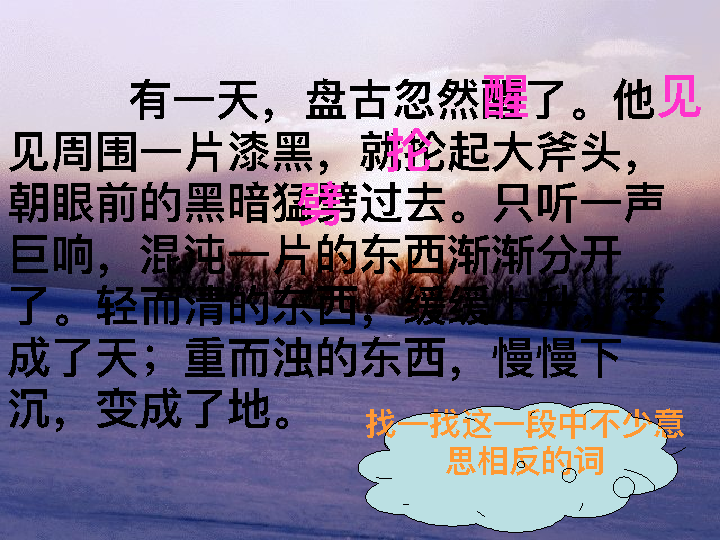 有一天，盘古忽然醒了。他见
见周围一片漆黑，就抡起大斧头，
朝眼前的黑暗猛劈过去。只听一声
巨响，混沌一片的东西渐渐分开
了。轻而清的东西，缓缓上升，变
成了天；重而浊的东西，慢慢下
沉，变成了地。
找一找这一段中不少意
思相反的词